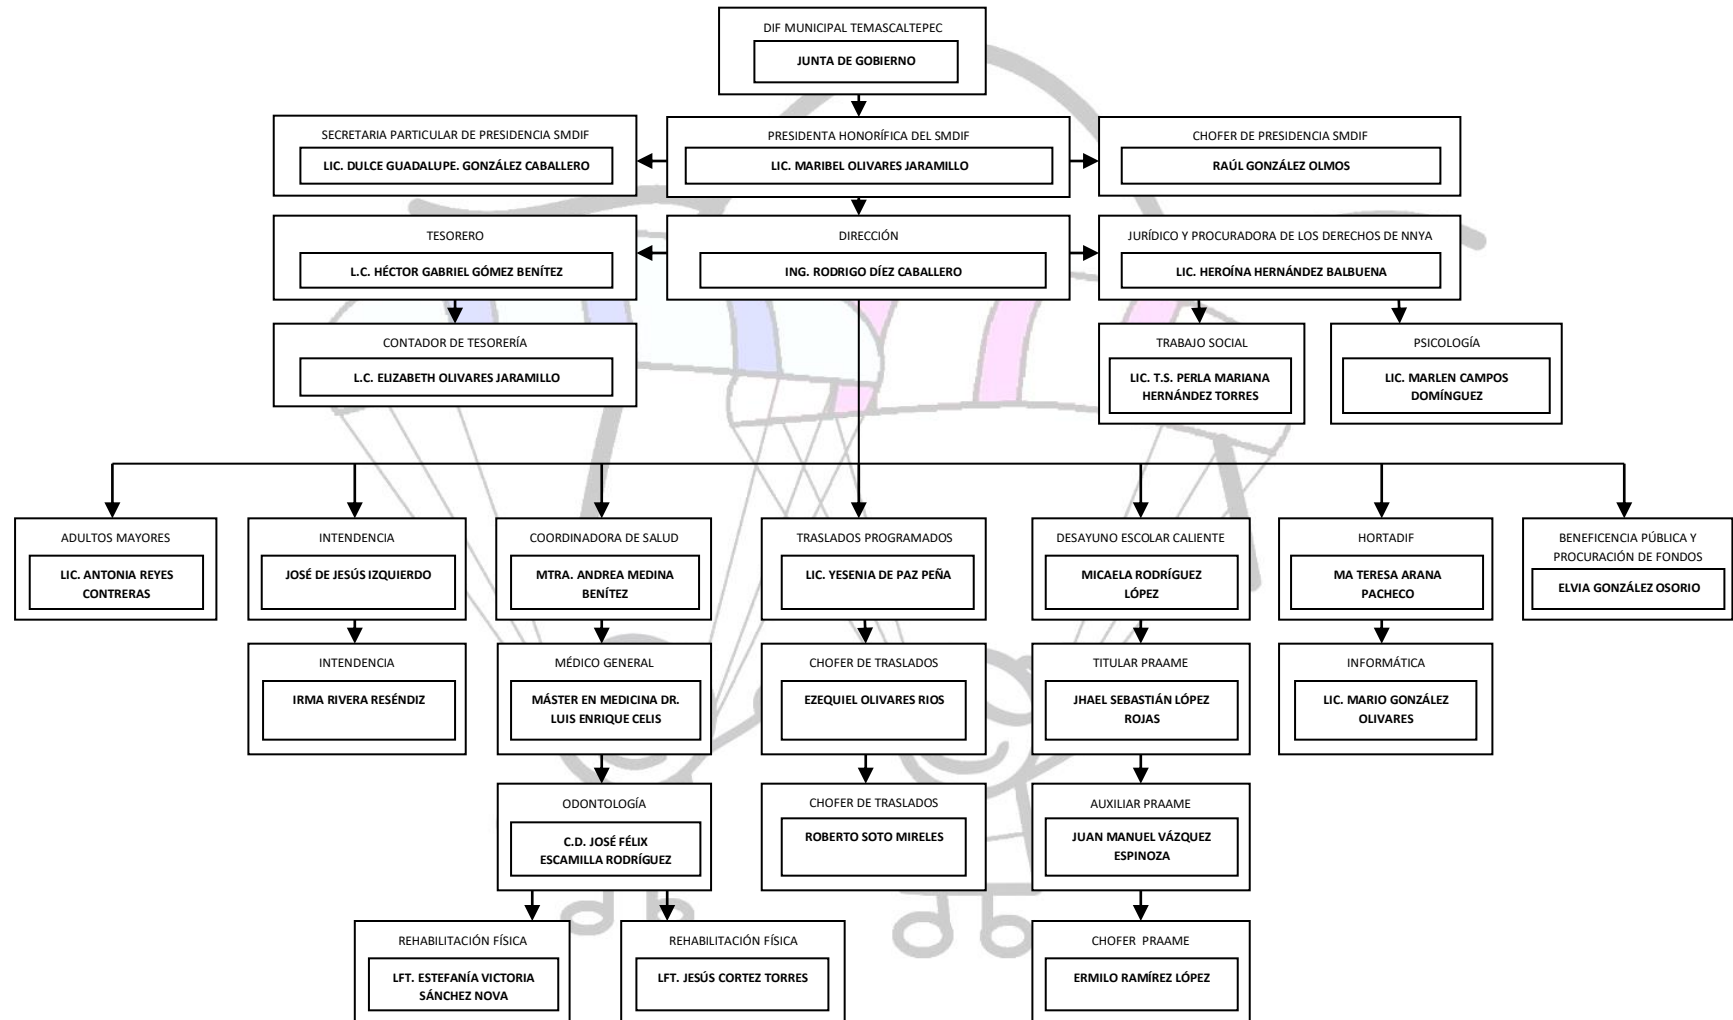 DIF MUNICIPAL TEMASCALTEPEC
JUNTA DE GOBIERNO
SECRETARIA PARTICULAR DE PRESIDENCIA SMDIF
LIC. DULCE GUADALUPE. GONZÁLEZ CABALLERO
PRESIDENTA HONORÍFICA DEL SMDIF
LIC. MARIBEL OLIVARES JARAMILLO
CHOFER DE PRESIDENCIA SMDIF
RAÚL GONZÁLEZ OLMOS
TESORERO
L.C. HÉCTOR GABRIEL GÓMEZ BENÍTEZ
DIRECCIÓN
ING. RODRIGO DÍEZ CABALLERO
JURÍDICO Y PROCURADORA DE LOS DERECHOS DE NNYA
LIC. HEROÍNA HERNÁNDEZ BALBUENA
CONTADOR DE TESORERÍA
L.C. ELIZABETH OLIVARES JARAMILLO
TRABAJO SOCIAL
LIC. T.S. PERLA MARIANA
HERNÁNDEZ TORRES
PSICOLOGÍA
LIC. MARLEN CAMPOS
DOMÍNGUEZ
ADULTOS MAYORES
LIC. ANTONIA REYES
CONTRERAS
INTENDENCIA
JOSÉ DE JESÚS IZQUIERDO
COORDINADORA DE SALUD
MTRA. ANDREA MEDINA
BENÍTEZ
TRASLADOS PROGRAMADOS
LIC. YESENIA DE PAZ PEÑA
DESAYUNO ESCOLAR CALIENTE
MICAELA RODRÍGUEZ
LÓPEZ
HORTADIF
MA TERESA ARANA
PACHECO
BENEFICENCIA PÚBLICA Y
PROCURACIÓN DE FONDOS
ELVIA GONZÁLEZ OSORIO
INTENDENCIA
IRMA RIVERA RESÉNDIZ
MÉDICO GENERAL
MÁSTER EN MEDICINA DR.
LUIS ENRIQUE CELIS
CHOFER DE TRASLADOS
EZEQUIEL OLIVARES RIOS
TITULAR PRAAME
JHAEL SEBASTIÁN LÓPEZ
ROJAS
INFORMÁTICA
LIC. MARIO GONZÁLEZ
OLIVARES
ODONTOLOGÍA
C.D. JOSÉ FÉLIX
ESCAMILLA RODRÍGUEZ
CHOFER DE TRASLADOS
ROBERTO SOTO MIRELES
AUXILIAR PRAAME
JUAN MANUEL VÁZQUEZ
ESPINOZA
REHABILITACIÓN FÍSICA
LFT. ESTEFANÍA VICTORIA
SÁNCHEZ NOVA
REHABILITACIÓN FÍSICA
LFT. JESÚS CORTEZ TORRES
CHOFER PRAAME
ERMILO RAMÍREZ LÓPEZ